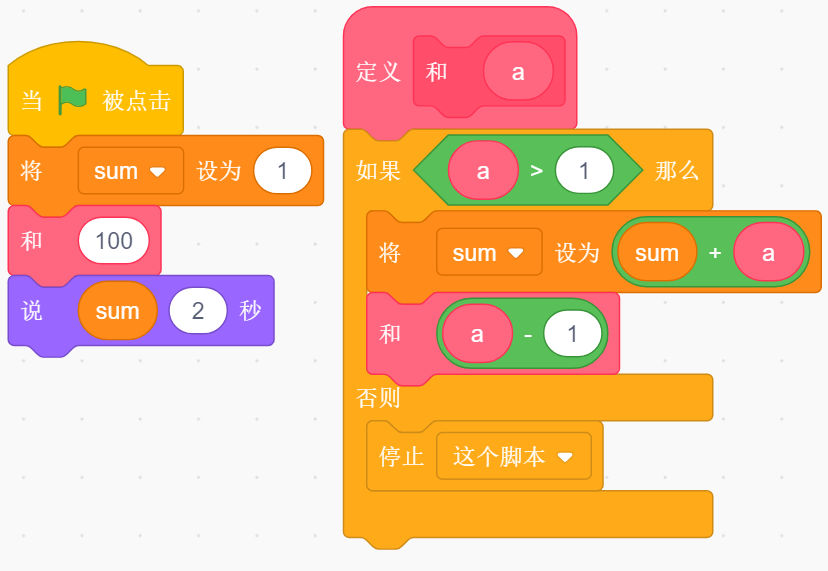 当 被点击
将 sum 设为 1
和 100
说 sum 2 秒
定义 和 a
如果 a > 1 那么
将 sum 设为 sum + a
和 a - 1
否则
停止 这个脚本